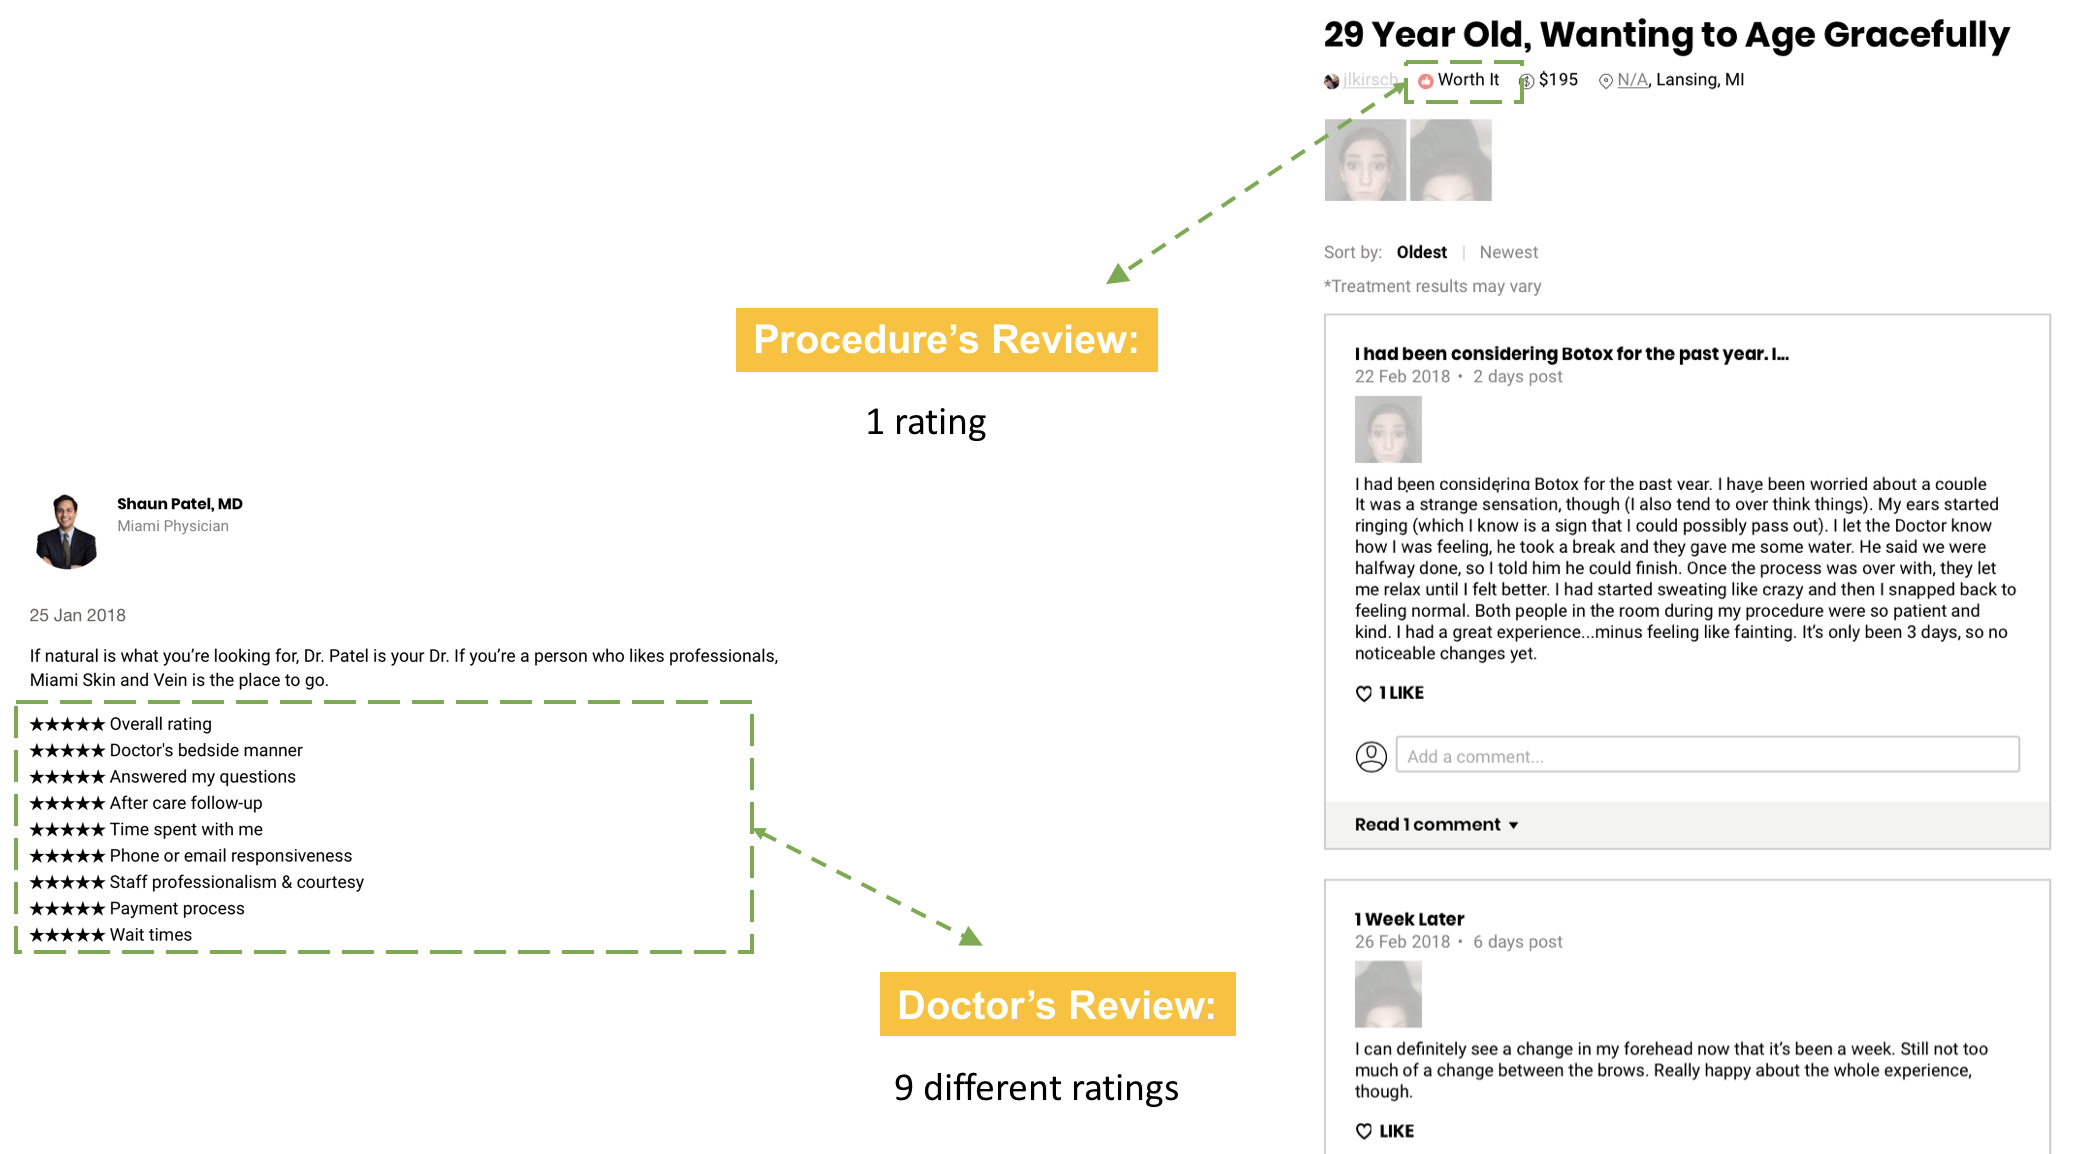 29 Year Old, Wanting to Age Gracefully
jlkirsch Worth It $195 N/A, Lansing, MI
Sort by: Oldest | Newest
*Treatment results may vary
Procedure's Review:
1 rating
I had been considering Botox for the past year. I...
22 Feb 2018 • 2 days post
I had been considering Botox for the past year. I have been worried about a couple
It was a strange sensation, though (I also tend to over think things). My ears started
ringing (which I know is a sign that I could possibly pass out). I let the Doctor know
how I was feeling, he took a break and they gave me some water. He said we were
halfway done, so I told him he could finish. Once the process was over with, they let
me relax until I felt better. I had started sweating like crazy and then I snapped back to
feeling normal. Both people in the room during my procedure were so patient and
kind. I had a great experience...minus feeling like fainting. It's only been 3 days, so no
noticeable changes yet.
1 LIKE
Add a comment...
Read 1 comment
1 Week Later
26 Feb 2018 • 6 days post
I can definitely see a change in my forehead now that it's been a week. Still not too
much of a change between the brows. Really happy about the whole experience,
though.
LIKE
Shaun Patel, MD
Miami Physician
25 Jan 2018
If natural is what you're looking for, Dr. Patel is your Dr. If you're a person who likes professionals,
Miami Skin and Vein is the place to go.
★★★★★ Overall rating
★★★★★ Doctor's bedside manner
★★★★★ Answered my questions
★★★★★ After care follow-up
★★★★★ Time spent with me
★★★★★ Phone or email responsiveness
★★★★★ Staff professionalism & courtesy
★★★★★ Payment process
★★★★★ Wait times
Doctor's Review:
9 different ratings